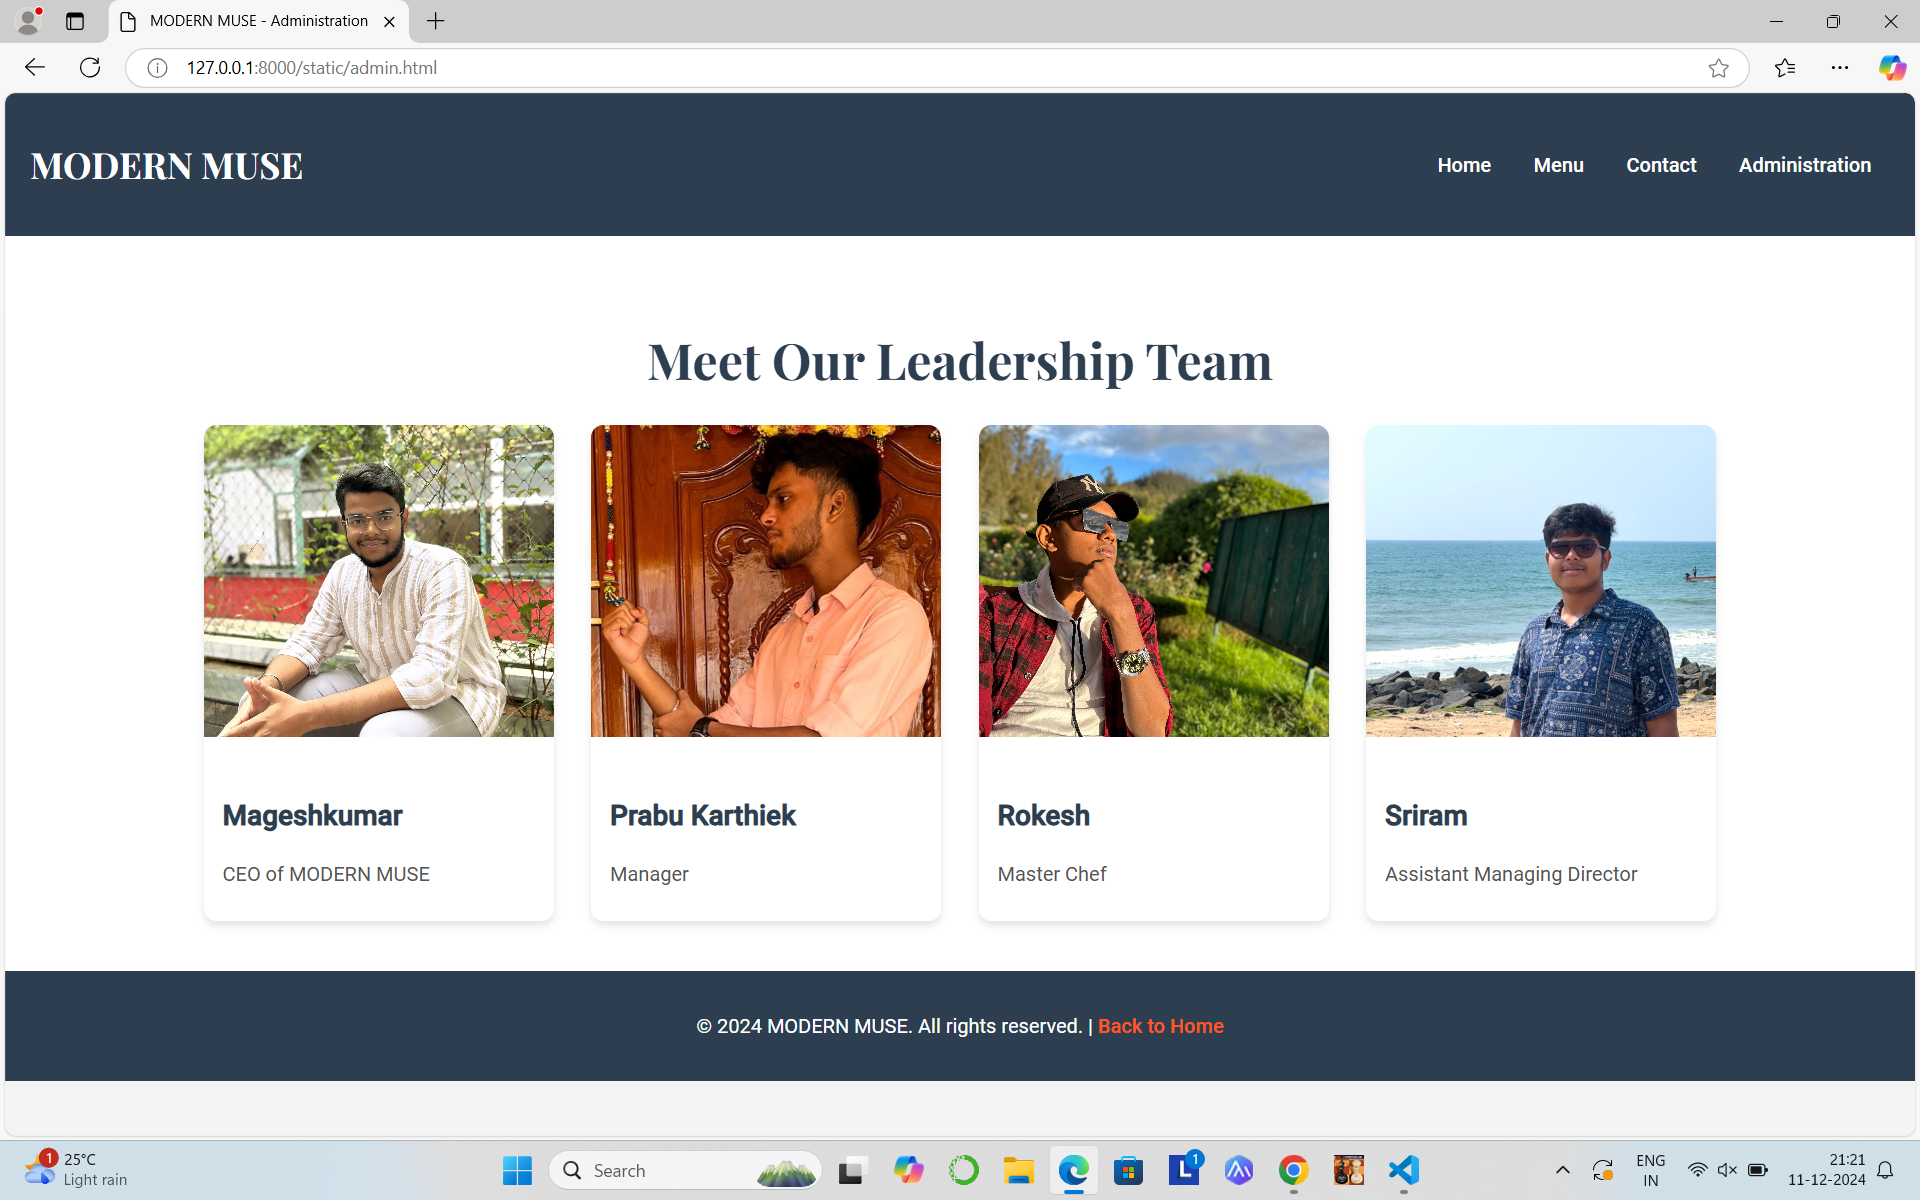 MODERN MUSE - Administration
127.0.0.1:8000/static/admin.html
MODERN MUSE
Home Menu Contact Administration
Meet Our Leadership Team
Mageshkumar
CEO of MODERN MUSE
Prabu Karthiek
Manager
Rokesh
Master Chef
Sriram
Assistant Managing Director
© 2024 MODERN MUSE. All rights reserved. | Back to Home
1
25°C
Light rain
Search
L
1
ENG
IN
21:21
11-12-2024